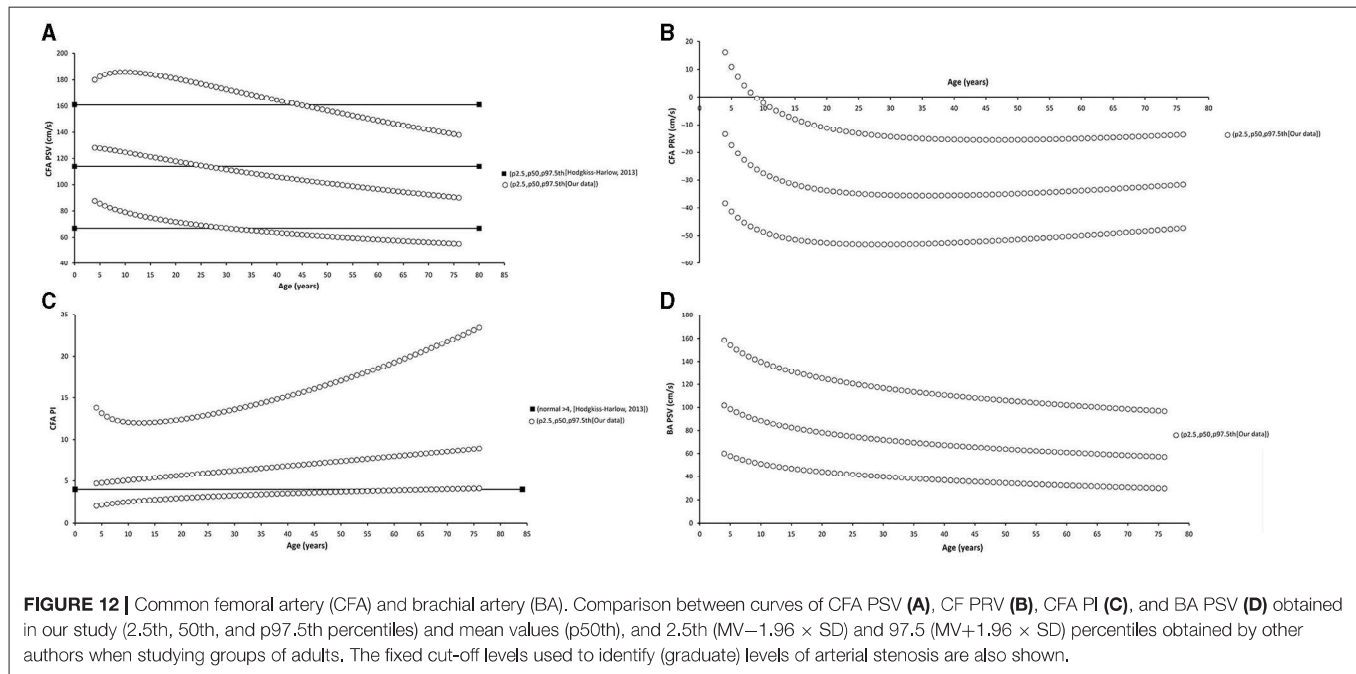 A
200
180
160
140
120
100
80
60
40
CFA PSV (cm/s)
0 5 10 15 20 25 30 35 40 45 50 55 60 65 70 75 80 85
Age (years)
(p2.5,p50,p97.5th[Hodgkiss-Harlow, 2013]
(p2.5,p50,p97.5th[Our data])
B
20
10
0
−10
−20
−30
−40
−50
−60
CFA PRV (cm/s)
Age (years)
0 5 10 15 20 25 30 35 40 45 50 55 60 65 70 75 80
(p2.5,p50,p97.5th[Our data])
C
25
20
15
10
5
0
CFA PI
0 5 10 15 20 25 30 35 40 45 50 55 60 65 70 75 80 85
Age (years)
(normal >4, [Hodgkiss-Harlow, 2013])
(p2.5,p50,p97.5th[Our data])
D
180
160
140
120
100
80
60
40
20
0
BA PSV (cm/s)
0 5 10 15 20 25 30 35 40 45 50 55 60 65 70 75 80
Age (years)
(p2.5,p50,p97.5th[Our data])
FIGURE 12 | Common femoral artery (CFA) and brachial artery (BA). Comparison between curves of CFA PSV (A), CF PRV (B), CFA PI (C), and BA PSV (D) obtained
in our study (2.5th, 50th, and p97.5th percentiles) and mean values (p50th), and 2.5th (MV−1.96 × SD) and 97.5 (MV+1.96 × SD) percentiles obtained by other
authors when studying groups of adults. The fixed cut-off levels used to identify (graduate) levels of arterial stenosis are also shown.